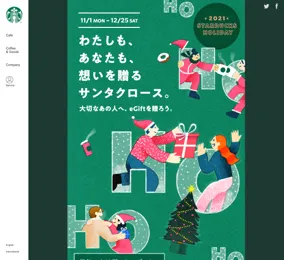 Cafe
Coffee
& Goods
Company
11/1 MON – 12/25 SAT
わたしも、
あなたも、
想いを贈る
サンタクロース。
大切なあの人へ、eGiftを贈ろう。
2021
STARBUCKS
HOLIDAY
HO
HO
HO
HO
HO